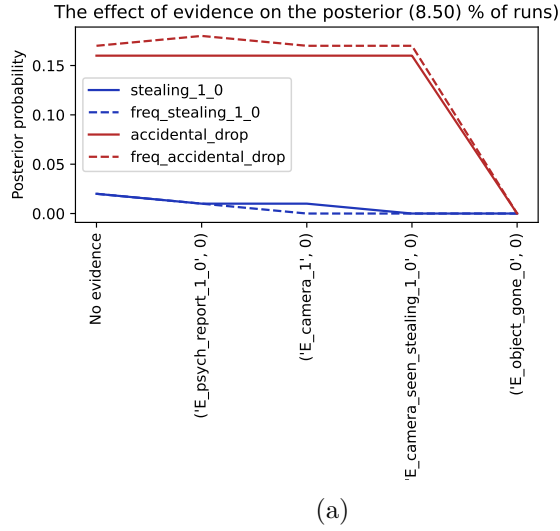 The effect of evidence on the posterior (8.50) % of runs)
Posterior probability
0.15
0.10
0.05
0.00
stealing_1_0
freq_stealing_1_0
accidental_drop
freq_accidental_drop
No evidence
('E_psych_report_1_0', 0)
('E_camera_1', 0)
'E_camera_seen_stealing_1_0', 0)
('E_object_gone_0', 0)
(a)